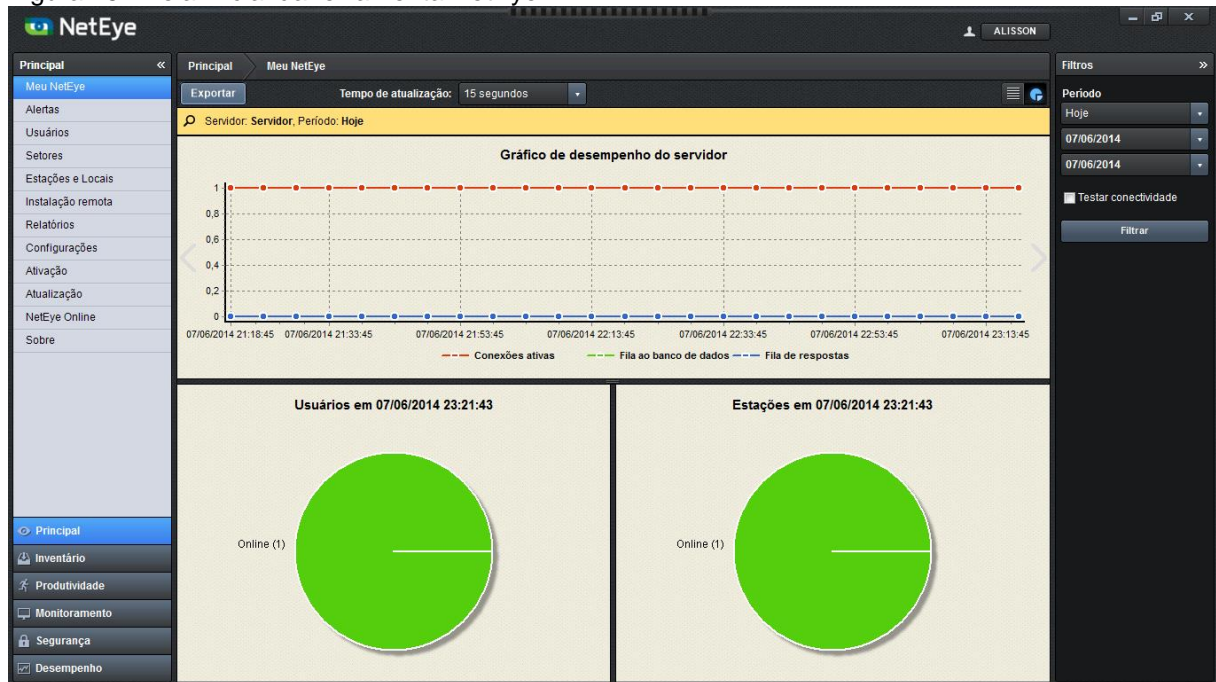 NetEye
ALISSON
Principal «
Meu NetEye
Alertas
Usuários
Setores
Estações e Locais
Instalação remota
Relatórios
Configurações
Ativação
Atualização
NetEye Online
Sobre
Principal
Inventário
Produtividade
Monitoramento
Segurança
Desempenho
Principal Meu NetEye
Exportar Tempo de atualização: 15 segundos
Servidor: Servidor, Período: Hoje
Gráfico de desempenho do servidor
1
0,8
0,6
0,4
0,2
0
07/06/2014 21:18:45 07/06/2014 21:33:45 07/06/2014 21:53:45 07/06/2014 22:13:45 07/06/2014 22:33:45 07/06/2014 22:53:45 07/06/2014 23:13:45
Conexões ativas Fila ao banco de dados Fila de respostas
Usuários em 07/06/2014 23:21:43
Online (1)
Estações em 07/06/2014 23:21:43
Online (1)
Filtros »
Período
Hoje
07/06/2014
07/06/2014
Testar conectividade
Filtrar